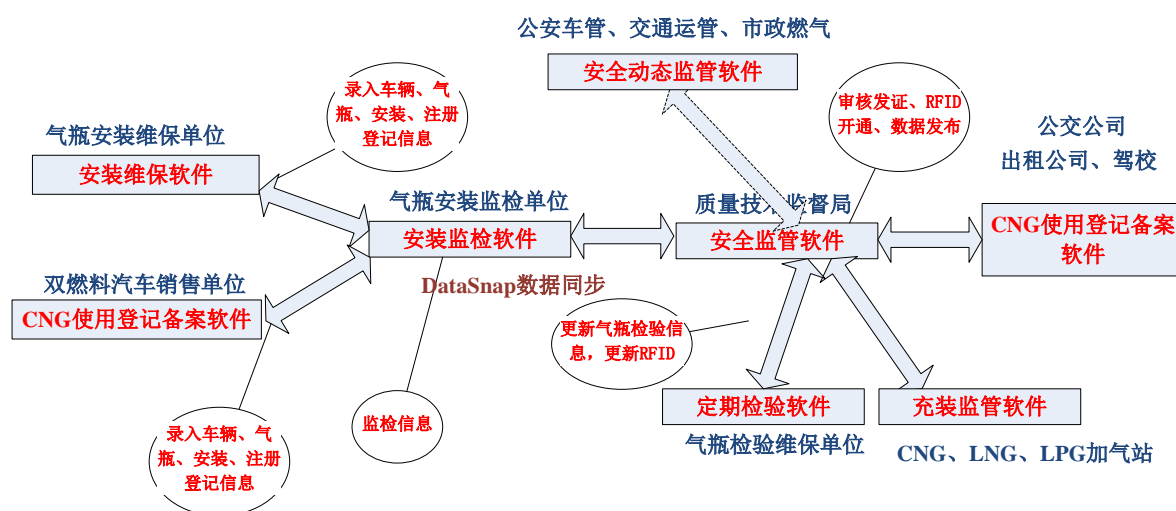 公安车管、交通运管、市政燃气
安全动态监管软件
录入车辆、气
瓶、安装、注册
登记信息
审核发证、RFID
开通、数据发布
气瓶安装维保单位
安装维保软件
公交公司
出租公司、驾校
气瓶安装监检单位
安装监检软件
质量技术监督局
安全监管软件
CNG使用登记备案
软件
双燃料汽车销售单位
CNG使用登记备案软件
DataSnap数据同步
更新气瓶检验信
息，更新RFID
定期检验软件
气瓶检验维保单位
充装监管软件
CNG、LNG、LPG加气站
监检信息
录入车辆、气
瓶、安装、注册
登记信息